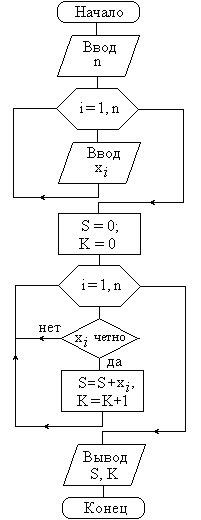 Начало
Ввод
n
i=1, n
Ввод
xi
S = 0;
K = 0
i=1, n
нет
xi четно
да
S=S+xi,
K=K+1
Вывод
S, K
Конец